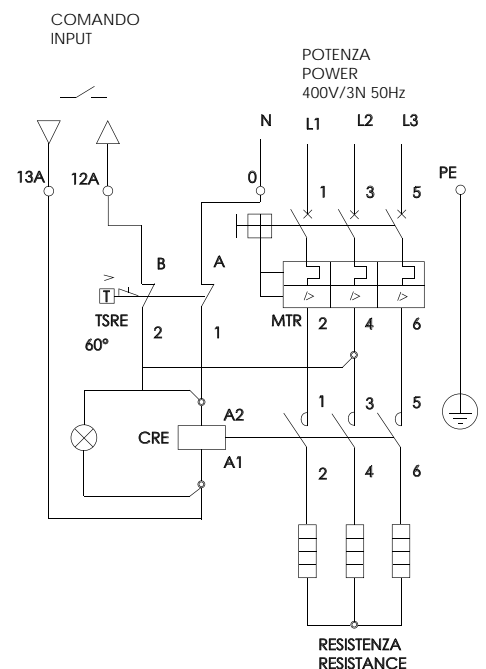 COMANDO
INPUT
POTENZA
POWER
400V/3N 50Hz
N L1 L2 L3
13A 12A 0 PE
1 3 5
B A
T
TSRE 2 1 MTR 2 4 6
60°
1 3 5
A2
CRE
A1
2 4 6
RESISTENZA
RESISTANCE